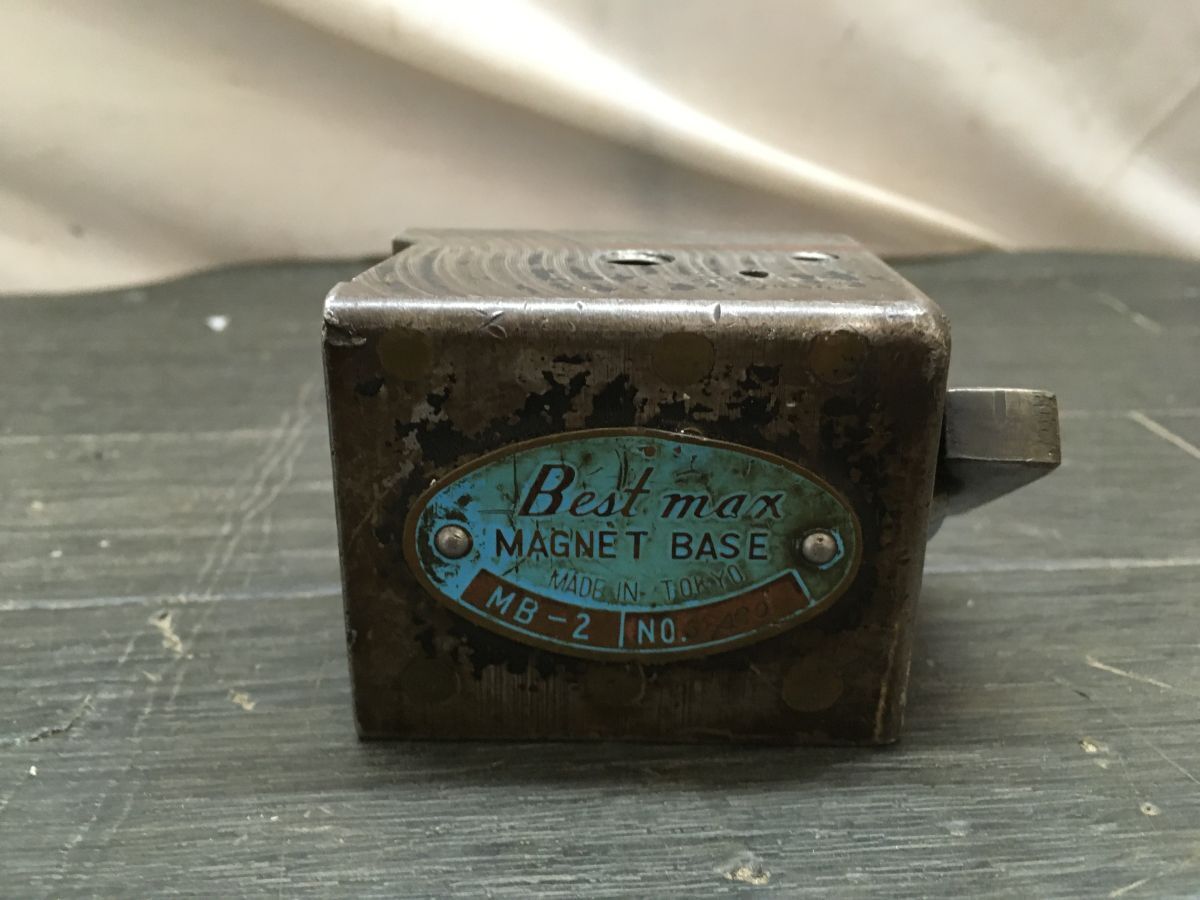 Best max
MAGNET BASE
MADE IN TOKYO
MB-2 NO.